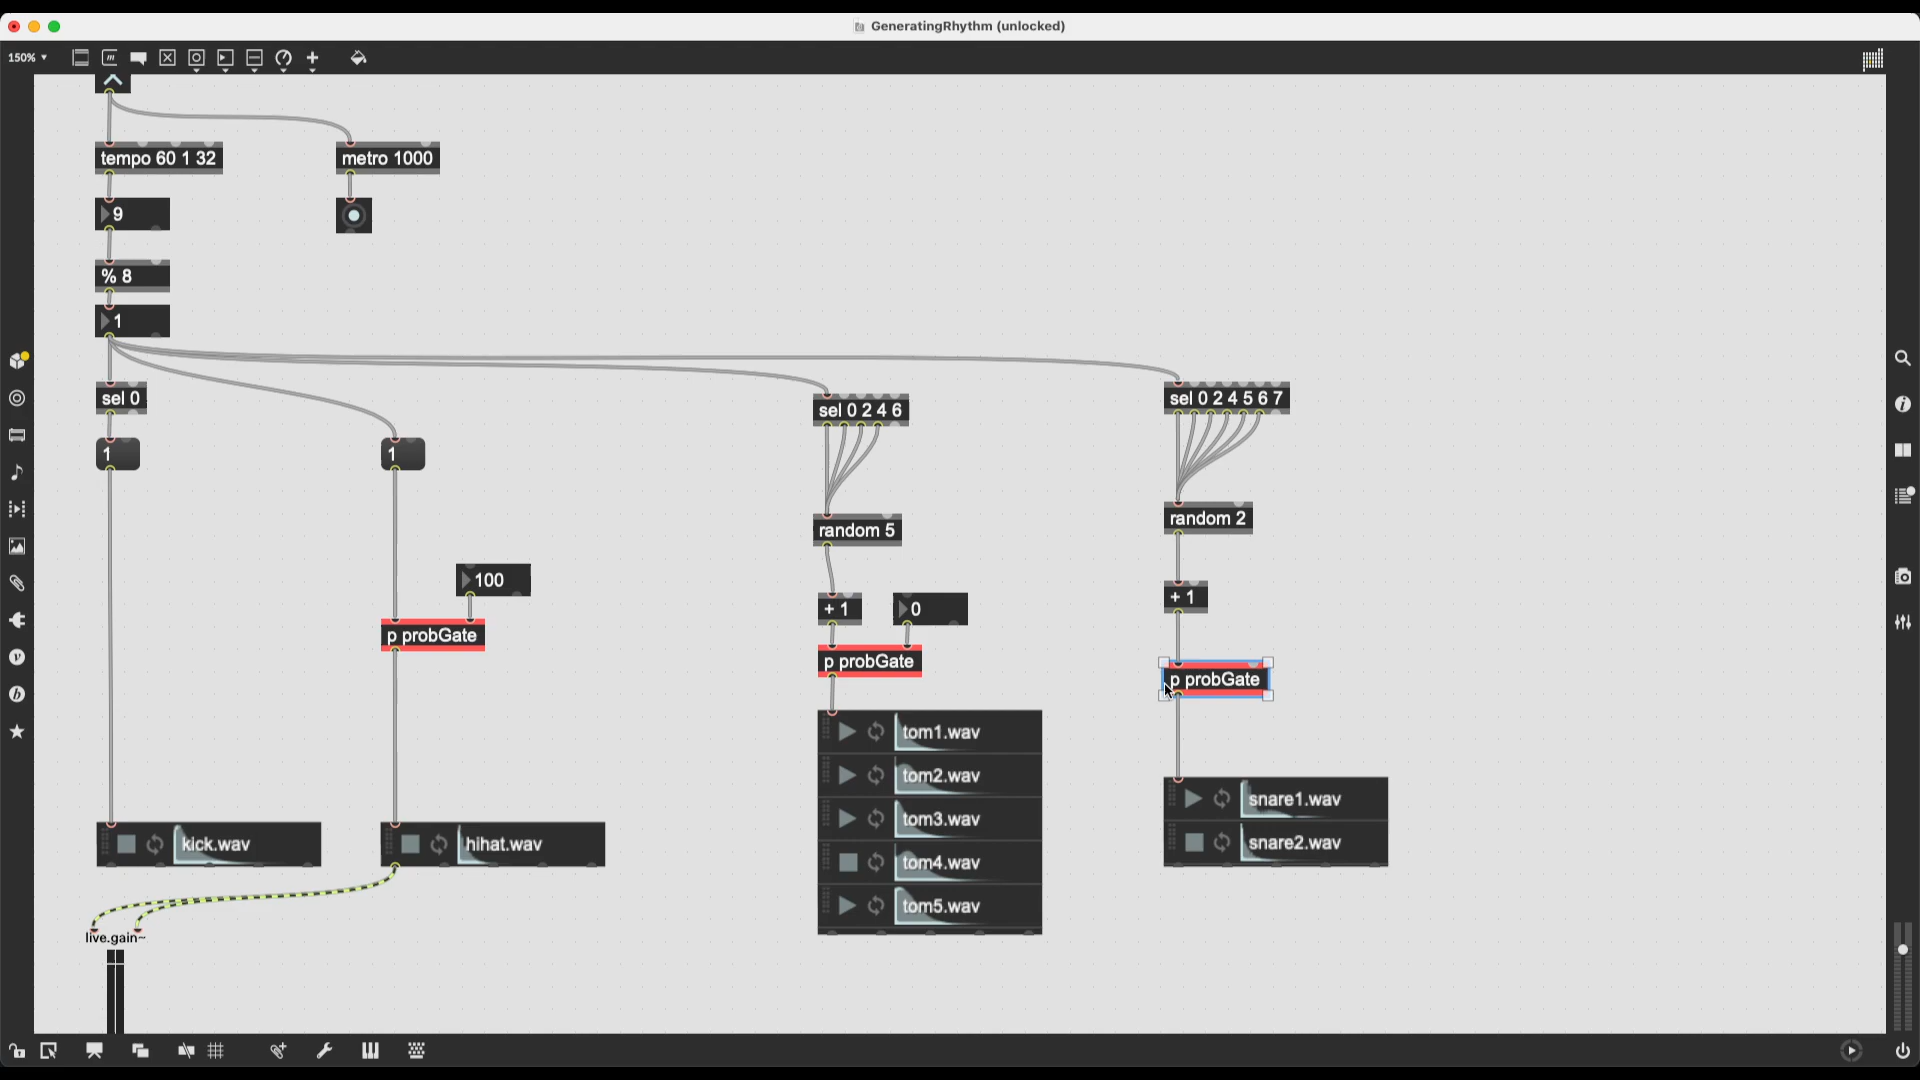 GeneratingRhythm (unlocked)
150%
tempo 60 1 32
metro 1000
9
% 8
1
sel 0
sel 0 2 4 6
sel 0 2 4 5 6 7
1
1
random 5
random 2
100
+ 1
0
+ 1
p probGate
p probGate
p probGate
tom1.wav
tom2.wav
tom3.wav
tom4.wav
tom5.wav
snare1.wav
snare2.wav
kick.wav
hihat.wav
live.gain~